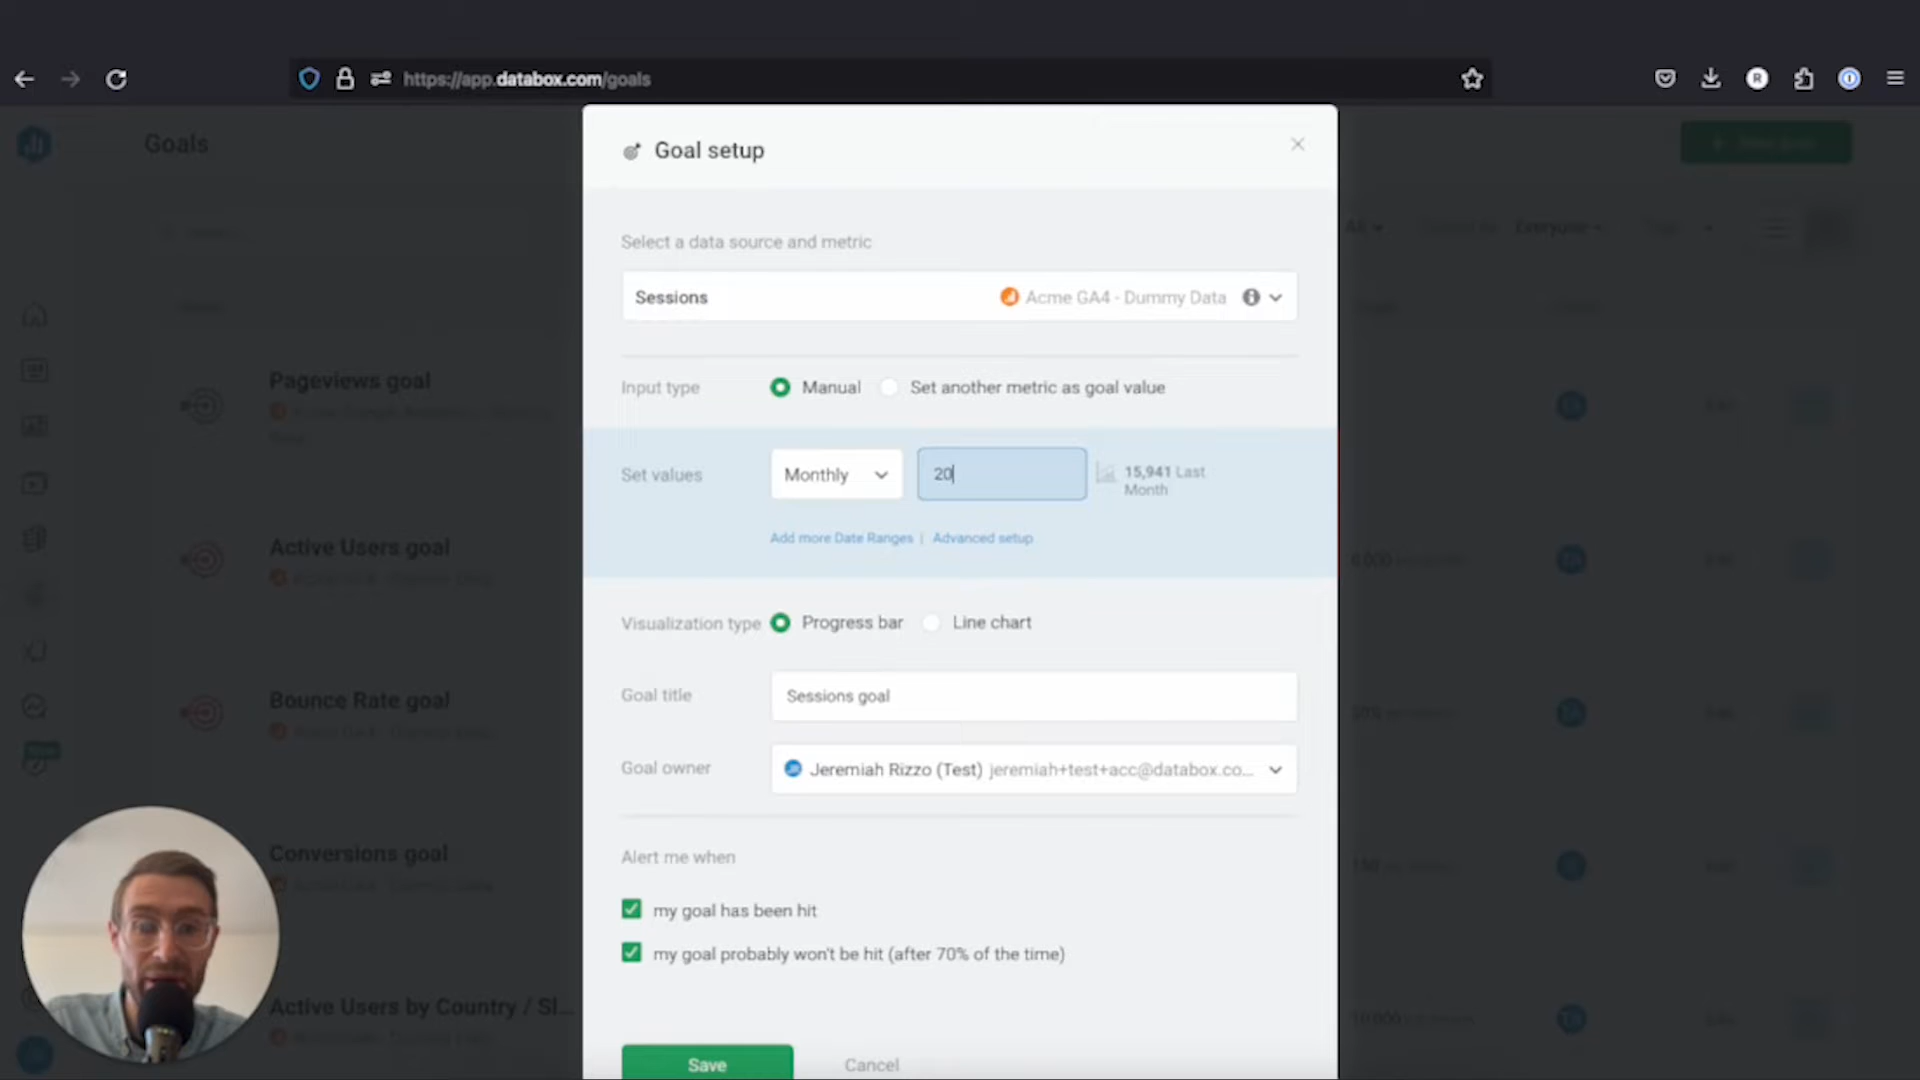 https://app.databox.com/goals
Goals
Goal setup
Select a data source and metric
Sessions
Acme GA4 - Dummy Data
Input type
Manual
Set another metric as goal value
Set values
Monthly
20
15,941 Last
Month
Add more Date Ranges | Advanced setup
Visualization type
Progress bar
Line chart
Goal title
Sessions goal
Goal owner
Jeremiah Rizzo (Test) jeremiah+test+acc@databox.co...
Alert me when
my goal has been hit
my goal probably won't be hit (after 70% of the time)
Save
Cancel
Pageviews goal
Active Users goal
Bounce Rate goal
Conversions goal
Active Users by Country / Sl...
All
Everyone